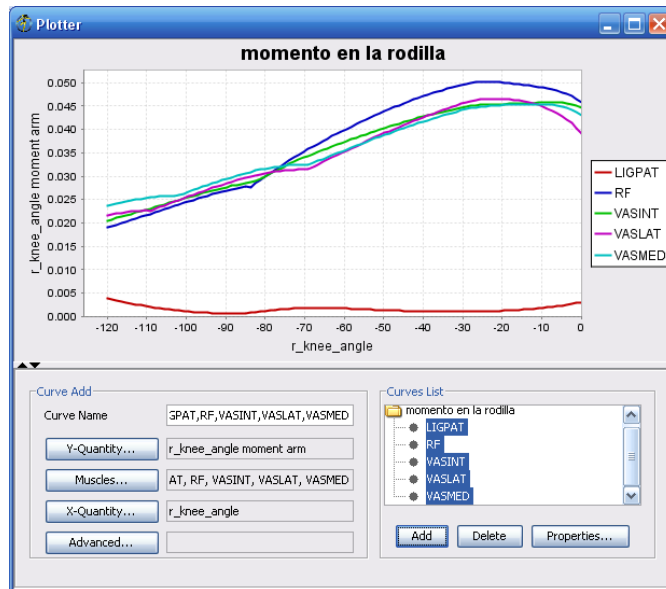 Plotter
momento en la rodilla
r_knee_angle moment arm
0.050
0.045
0.040
0.035
0.030
0.025
0.020
0.015
0.010
0.005
0.000
-120 -110 -100 -90 -80 -70 -60 -50 -40 -30 -20 -10 0
r_knee_angle
LIGPAT
RF
VASINT
VASLAT
VASMED
Curve Add
Curve Name GPAT,RF,VASINT,VASLAT,VASMED
Y-Quantity... r_knee_angle moment arm
Muscles... AT, RF, VASINT, VASLAT, VASMED
X-Quantity... r_knee_angle
Advanced...
Curves List
momento en la rodilla
LIGPAT
RF
VASINT
VASLAT
VASMED
Add Delete Properties...